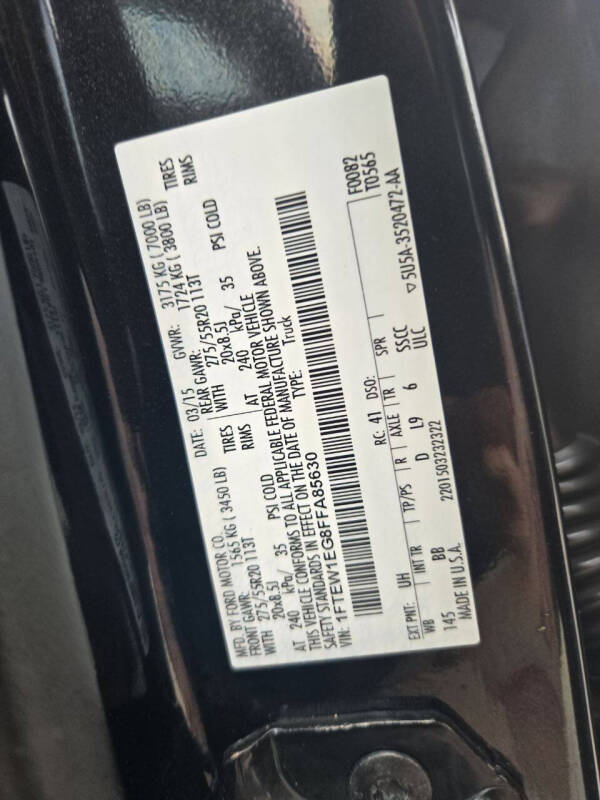 MFD. BY FORD MOTOR CO.
DATE: 03/15 GVWR: 3175 KG (7000 LB)
FRONT GAWR: 1565 KG (3450 LB) REAR GAWR: 1724 KG (3800 LB)
WITH 275/55R20 113T TIRES WITH 275/55R20 113T TIRES
20x8.5J RIMS 20x8.5J RIMS
AT 240 kPa/ 35 PSI COLD AT 240 kPa/ 35 PSI COLD
THIS VEHICLE CONFORMS TO ALL APPLICABLE FEDERAL MOTOR VEHICLE
SAFETY STANDARDS IN EFFECT ON THE DATE OF MANUFACTURE SHOWN ABOVE.
VIN: 1FTEW1EG8FFA85630 TYPE: Truck
F0082
T0565
EXT PNT: UH RC: 41 DSO:
WB INT TR TP/PS R AXLE TR SPR
145 BB D L9 6 SSCC
ULC
2201503232322
MADE IN U.S.A. ▽5U5A-3520472-AA